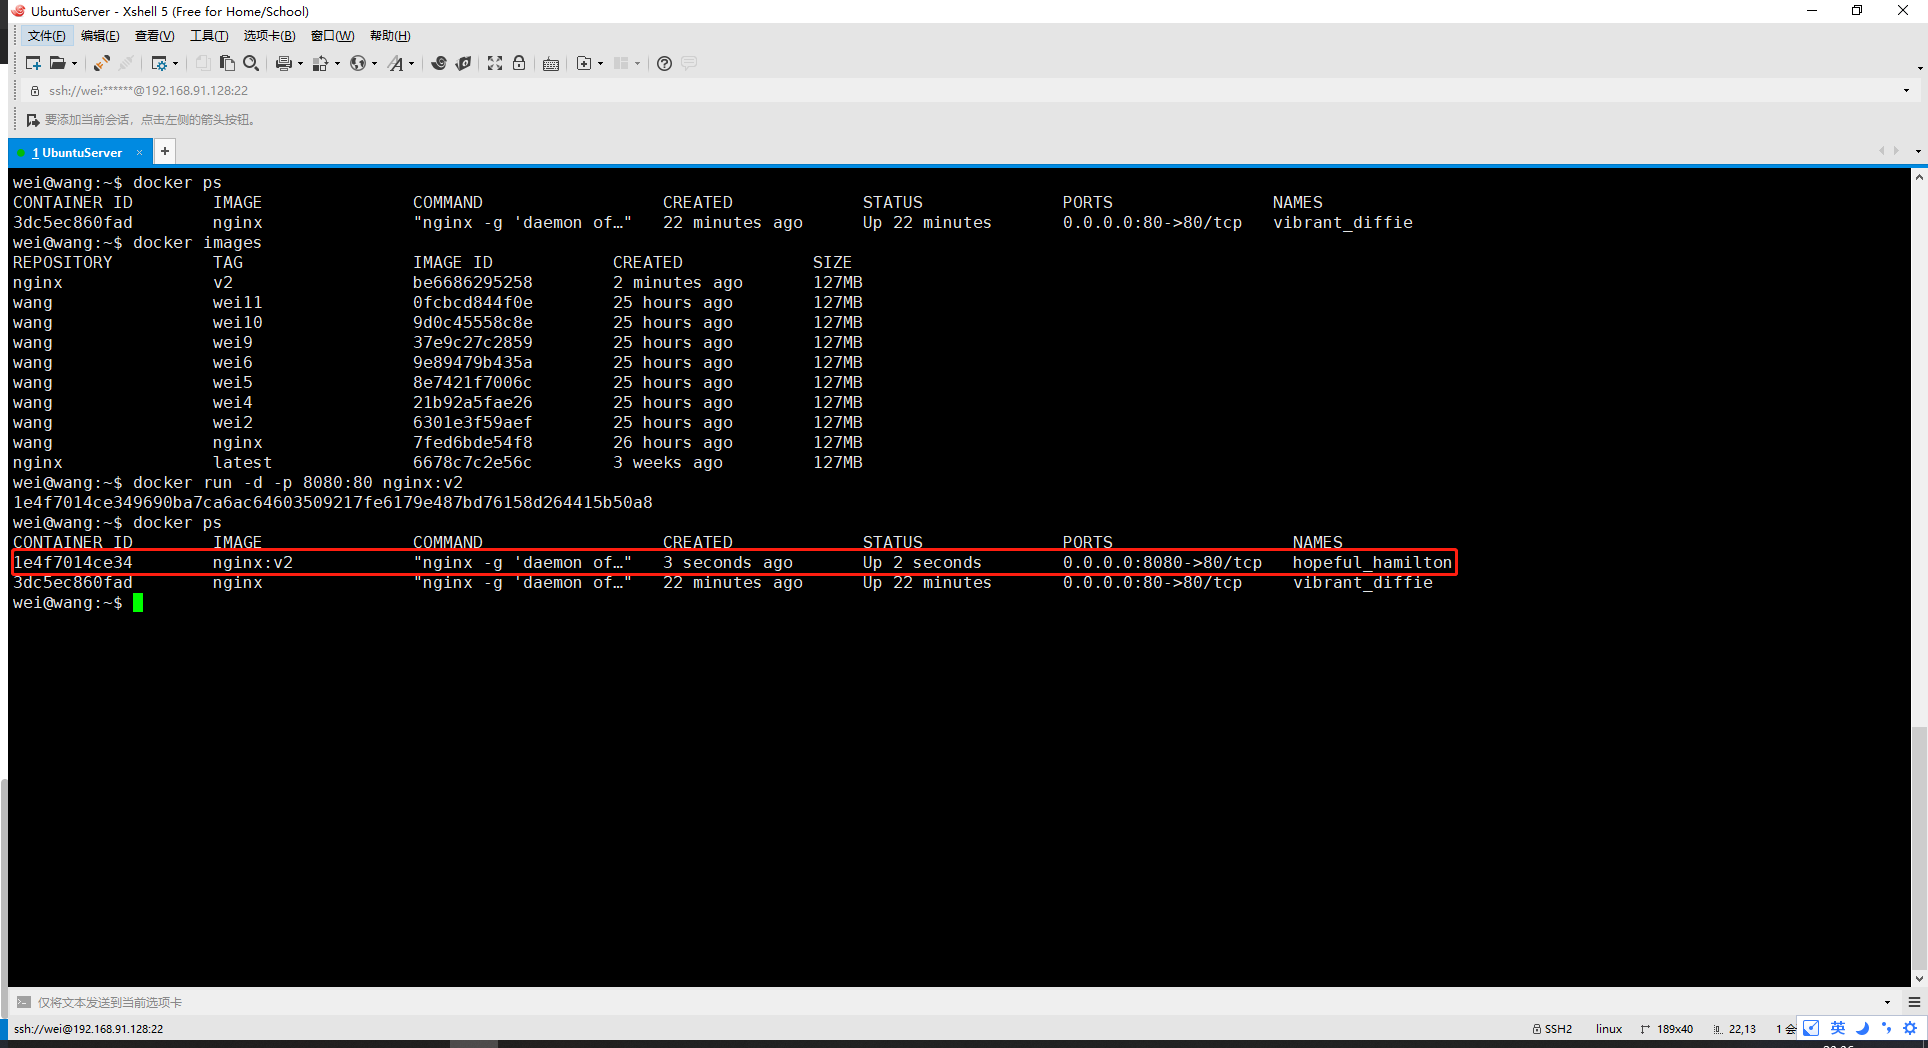 UbuntuServer - Xshell 5 (Free for Home/School)
文件(F) 编辑(E) 查看(V) 工具(T) 选项卡(B) 窗口(W) 帮助(H)
ssh://wei:******@192.168.91.128:22
要添加当前会话，点击左侧的箭头按钮。
1 UbuntuServer × +
wei@wang:~$ docker ps
CONTAINER ID IMAGE COMMAND CREATED STATUS PORTS NAMES
3dc5ec860fad nginx "nginx -g 'daemon of…" 22 minutes ago Up 22 minutes 0.0.0.0:80->80/tcp vibrant_diffie
wei@wang:~$ docker images
REPOSITORY TAG IMAGE ID CREATED SIZE
nginx v2 be6686295258 2 minutes ago 127MB
wang wei11 0fcbcd844f0e 25 hours ago 127MB
wang wei10 9d0c45558c8e 25 hours ago 127MB
wang wei9 37e9c27c2859 25 hours ago 127MB
wang wei6 9e89479b435a 25 hours ago 127MB
wang wei5 8e7421f7006c 25 hours ago 127MB
wang wei4 21b92a5fae26 25 hours ago 127MB
wang wei2 6301e3f59aef 25 hours ago 127MB
wang nginx 7fed6bde54f8 26 hours ago 127MB
nginx latest 6678c7c2e56c 3 weeks ago 127MB
wei@wang:~$ docker run -d -p 8080:80 nginx:v2
1e4f7014ce349690ba7ca6ac64603509217fe6179e487bd76158d264415b50a8
wei@wang:~$ docker ps
CONTAINER ID IMAGE COMMAND CREATED STATUS PORTS NAMES
1e4f7014ce34 nginx:v2 "nginx -g 'daemon of…" 3 seconds ago Up 2 seconds 0.0.0.0:8080->80/tcp hopeful_hamilton
3dc5ec860fad nginx "nginx -g 'daemon of…" 22 minutes ago Up 22 minutes 0.0.0.0:80->80/tcp vibrant_diffie
wei@wang:~$
仅将文本发送到当前选项卡
ssh://wei@192.168.91.128:22 SSH2 linux 189x40 22,13 1 会 英